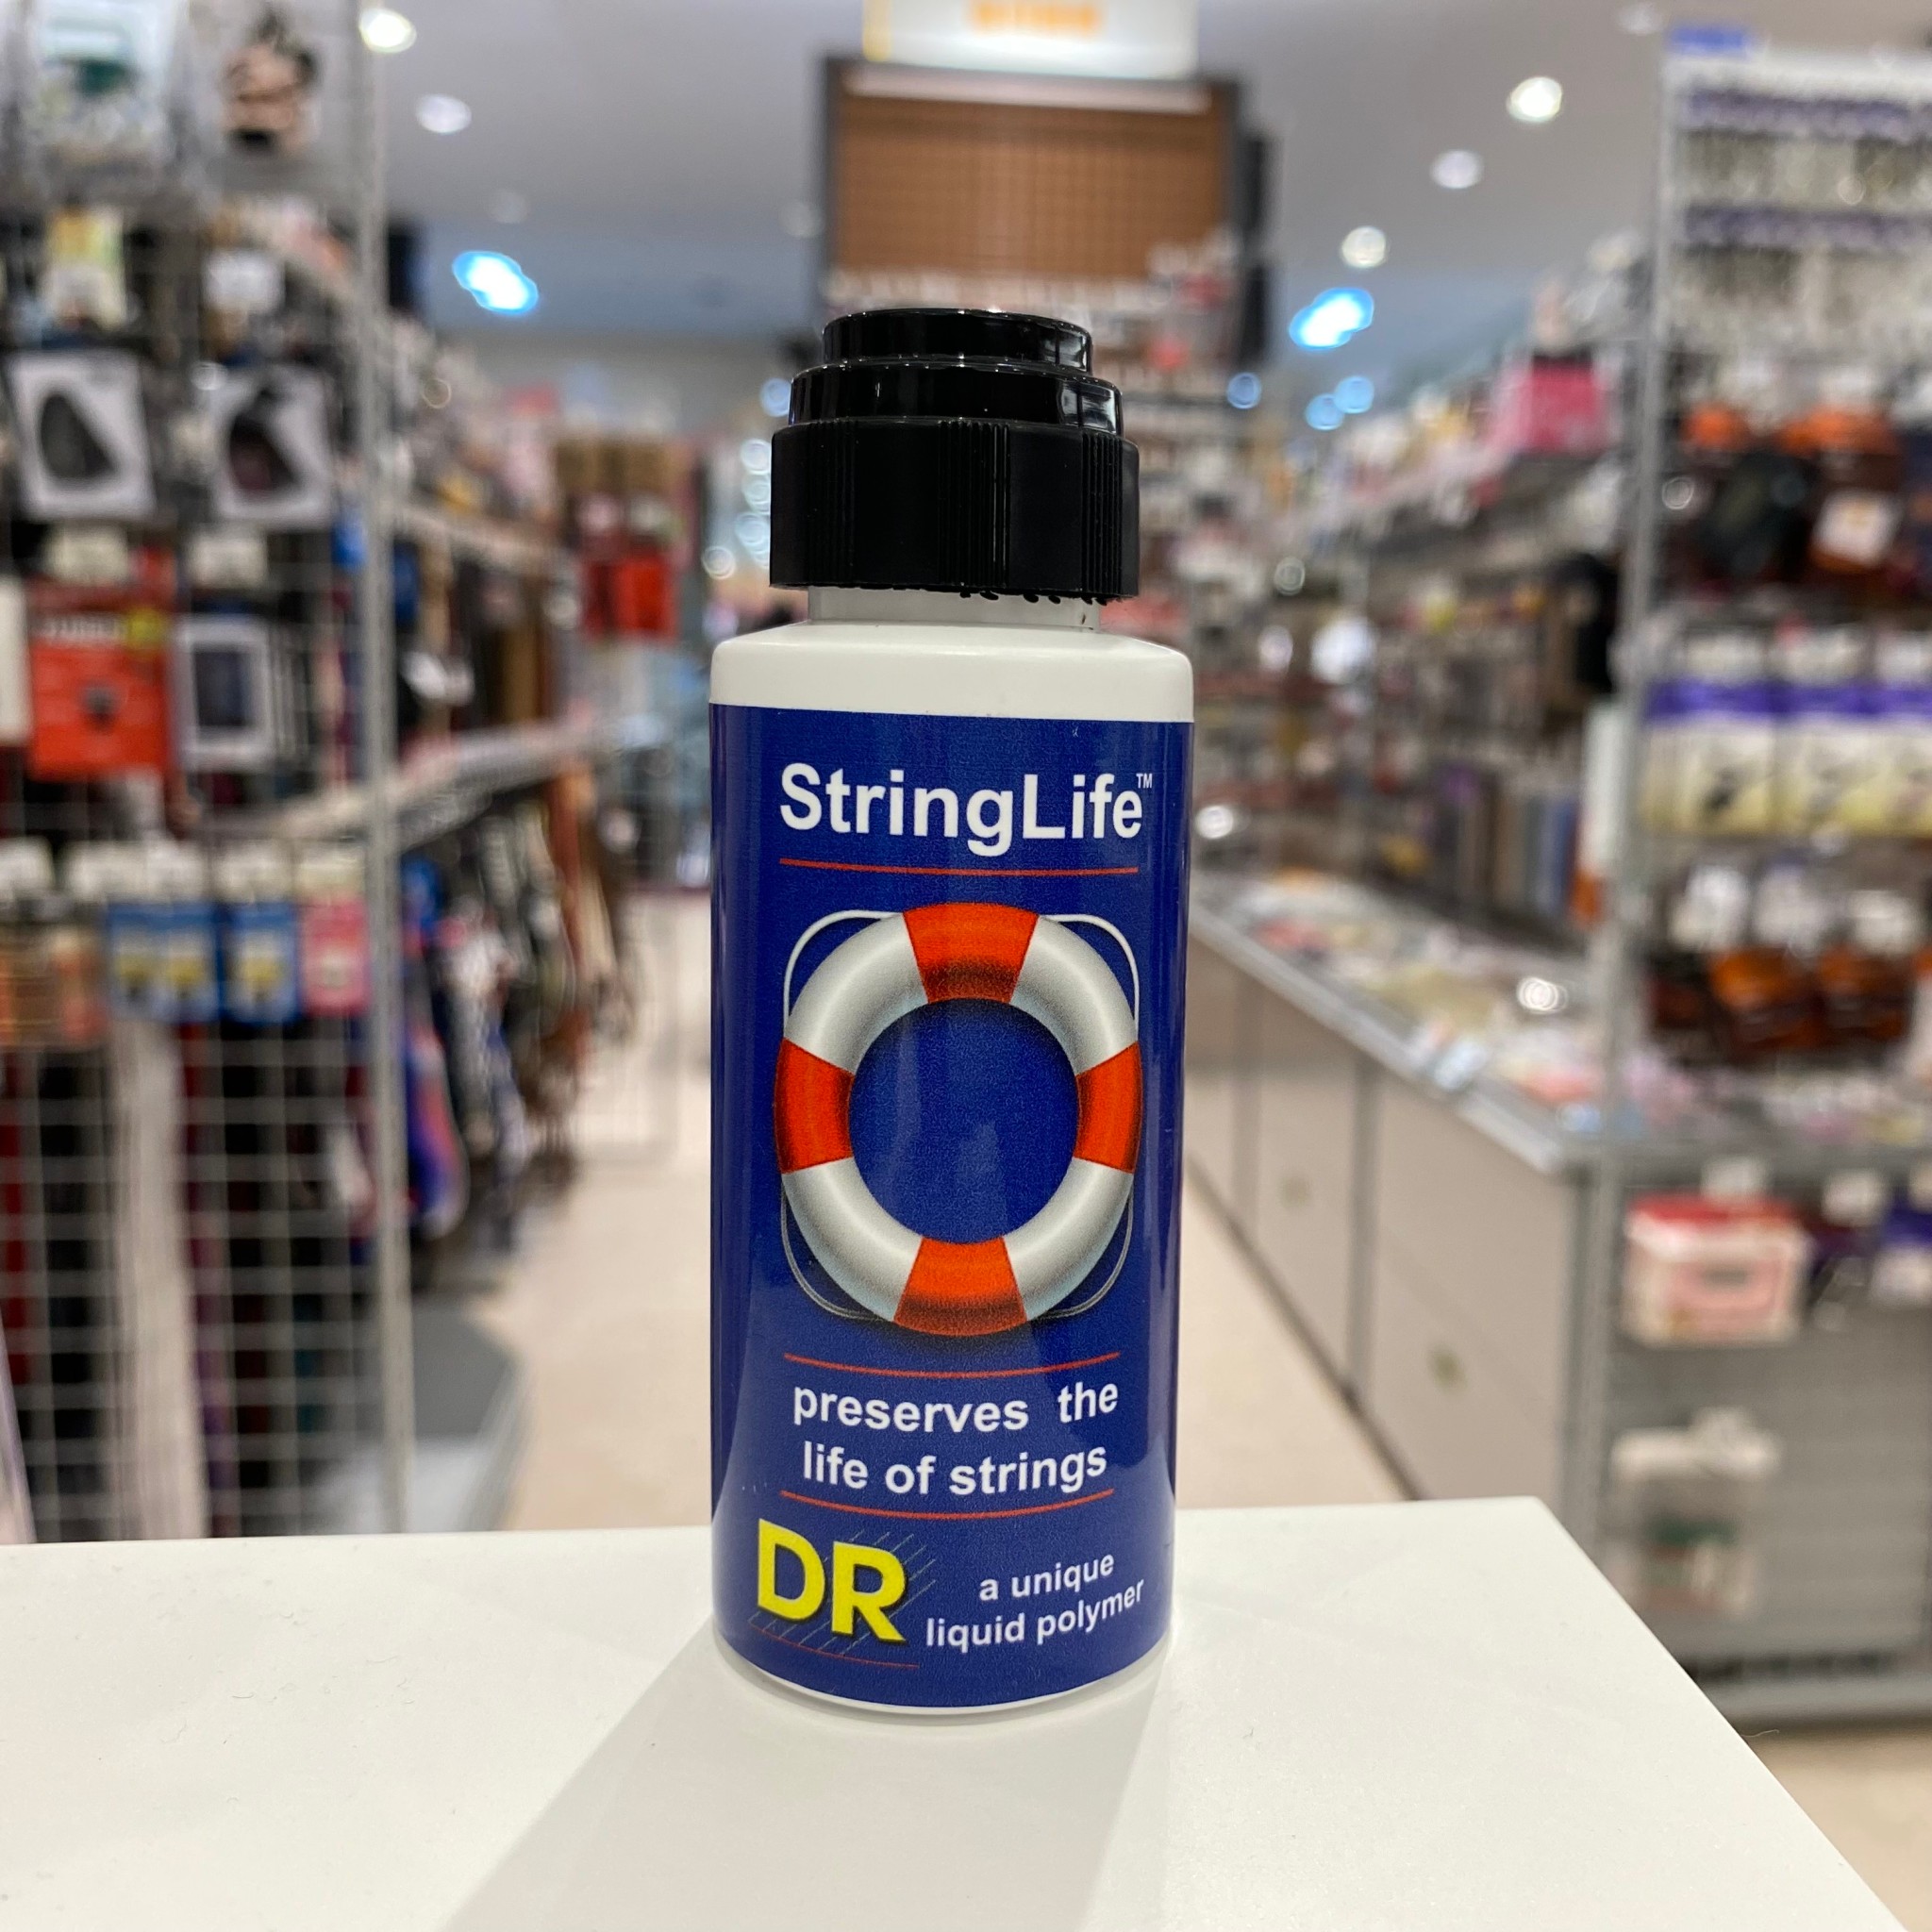 StringLife™
preserves the
life of strings
DR
a unique
liquid polymer